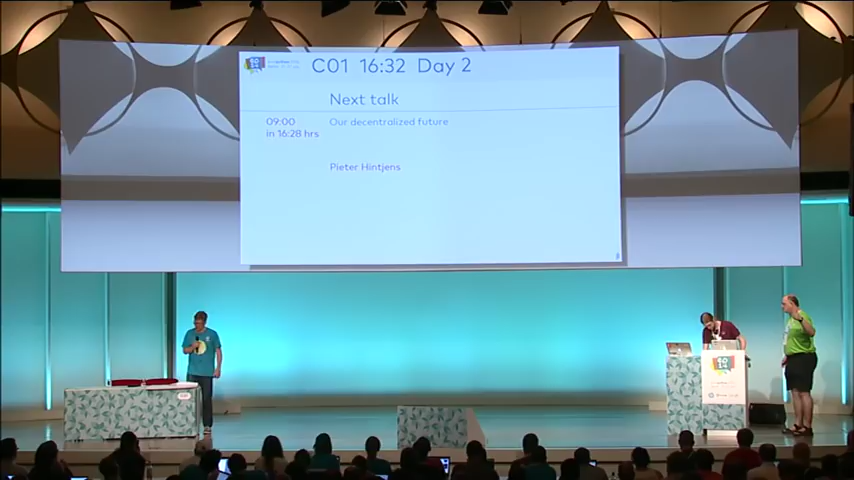 C01 16:32 Day 2
Next talk
09:00 Our decentralized future
in 16:28 hrs
Pieter Hintjens